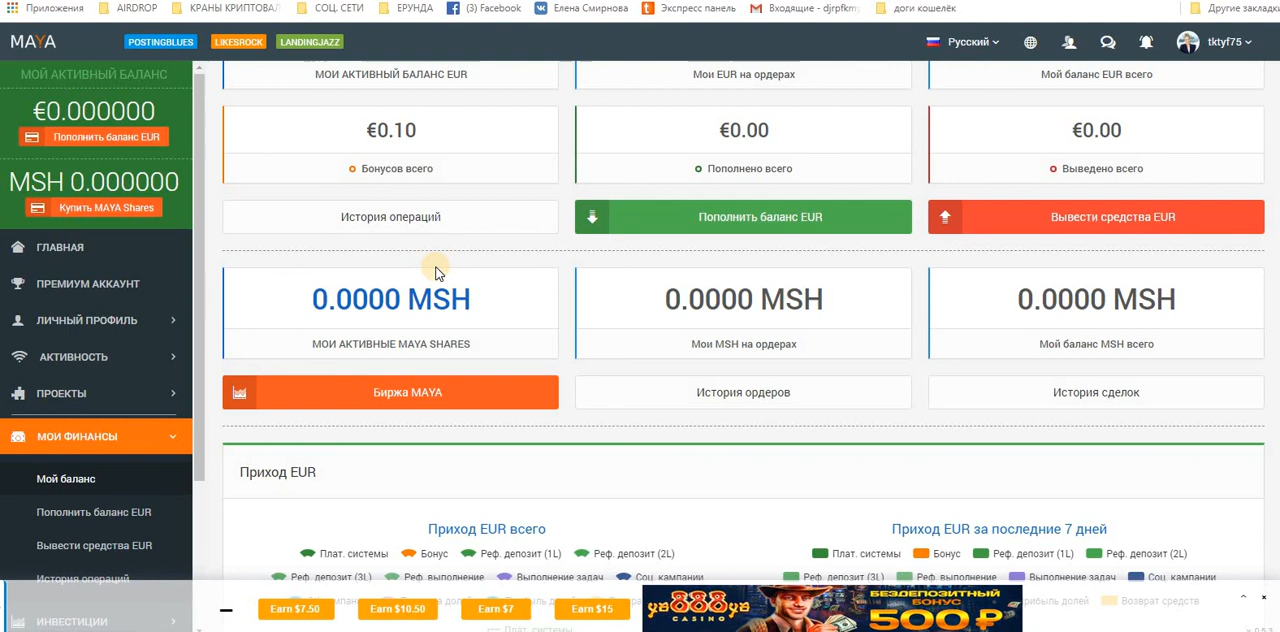 Приложения AIRDROP КРАНЫ КРИПТОВАЛ СОЦ. СЕТИ ЕРУНДА (3) Facebook Елена Смирнова Экспресс панель Входящие - djrpfkm доги кошелёк Другие закладки
MAYA POSTINGBLUES LIKESROCK LANDINGJAZZ Русский tktyf75
МОЙ АКТИВНЫЙ БАЛАНС
€0.000000
Пополнить баланс EUR
MSH 0.000000
Купить MAYA Shares
ГЛАВНАЯ
ПРЕМИУМ АККАУНТ
ЛИЧНЫЙ ПРОФИЛЬ
АКТИВНОСТЬ
ПРОЕКТЫ
МОИ ФИНАНСЫ
Мой баланс
Пополнить баланс EUR
Вывести средства EUR
История операций
ИНВЕСТИЦИИ
МОЙ АКТИВНЫЙ БАЛАНС EUR Мои EUR на ордерах Мой баланс EUR всего
€0.10 €0.00 €0.00
Бонусов всего Пополнено всего Выведено всего
История операций Пополнить баланс EUR Вывести средства EUR
0.0000 MSH 0.0000 MSH 0.0000 MSH
МОИ АКТИВНЫЕ MAYA SHARES Мои MSH на ордерах Мой баланс MSH всего
Биржа MAYA История ордеров История сделок
Приход EUR
Приход EUR всего Приход EUR за последние 7 дней
Плат. системы Бонус Реф. депозит (1L) Реф. депозит (2L) Плат. системы Бонус Реф. депозит (1L) Реф. депозит (2L)
Реф. депозит (3L) Реф. выполнение Выполнение задач Соц. кампании Реф. депозит (3L) Реф. выполнение Выполнение задач Соц. кампании
Возврат средств
Earn $7.50 Earn $10.50 Earn $7 Earn $15
888 CASINO БЕЗДЕПОЗИТНЫЙ БОНУС 500 ₽
Плат. системы
v 0.5.3